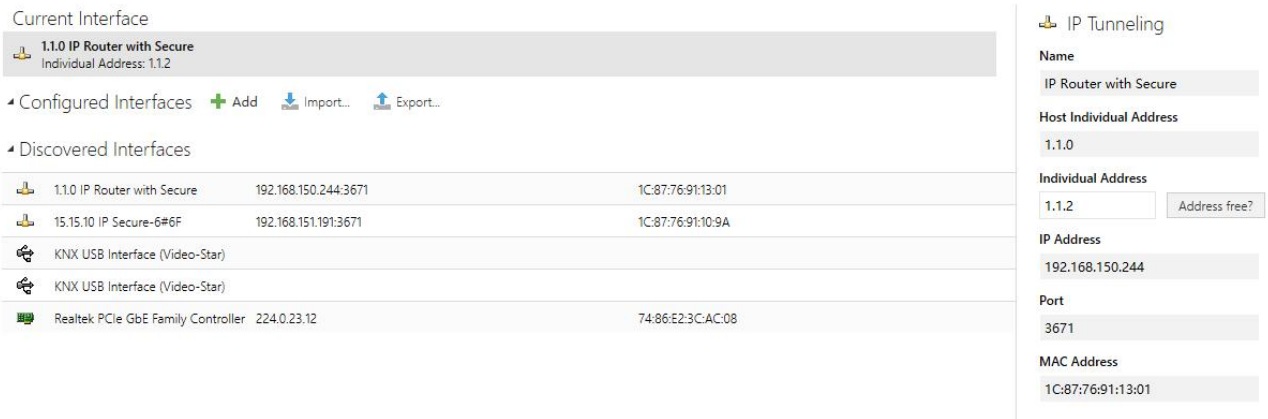 Current Interface
1.1.0 IP Router with Secure
Individual Address: 1.1.2
Configured Interfaces Add Import... Export...
Discovered Interfaces
1.1.0 IP Router with Secure 192.168.150.244:3671 1C:87:76:91:13:01
15.15.10 IP Secure-6#6F 192.168.151.191:3671 1C:87:76:91:10:9A
KNX USB Interface (Video-Star)
KNX USB Interface (Video-Star)
Realtek PCIe GbE Family Controller 224.0.23.12 74:86:E2:3C:AC:08
IP Tunneling
Name
IP Router with Secure
Host Individual Address
1.1.0
Individual Address
1.1.2 Address free?
IP Address
192.168.150.244
Port
3671
MAC Address
1C:87:76:91:13:01